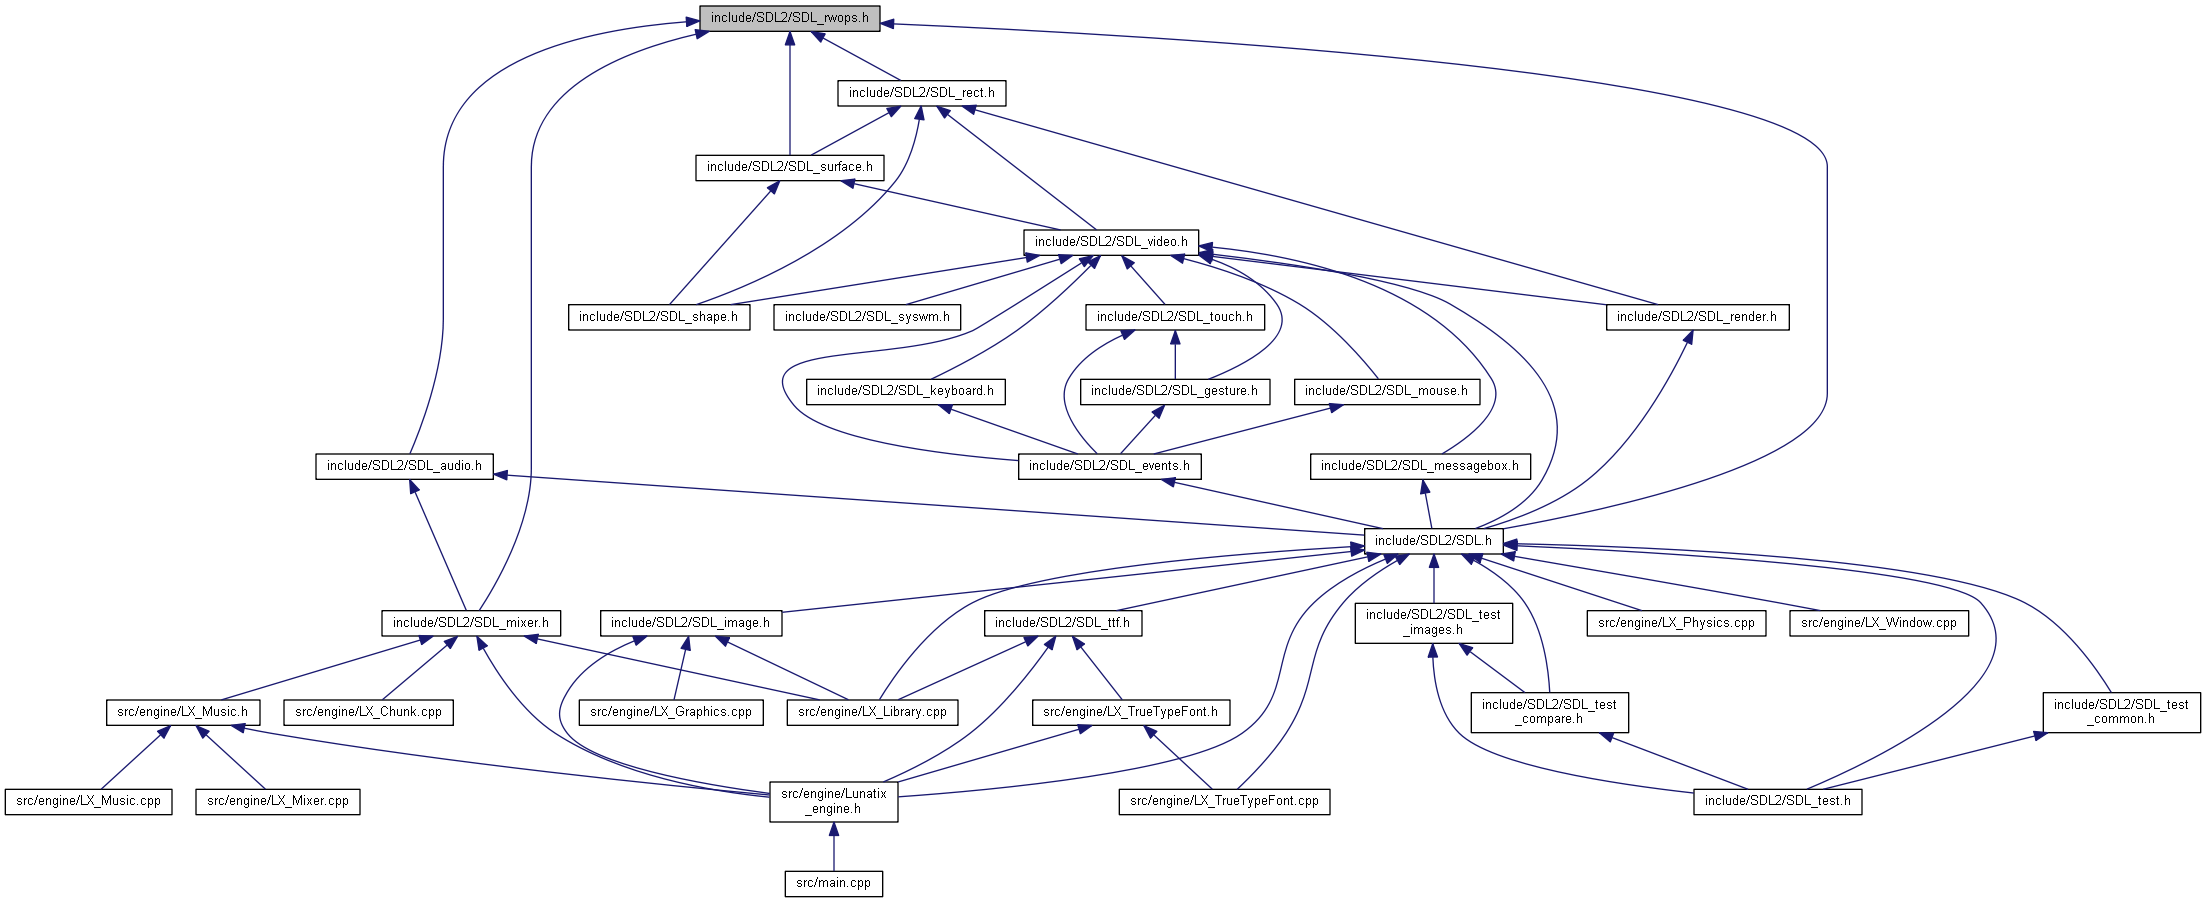 include/SDL2/SDL_rwops.h
include/SDL2/SDL_rect.h
include/SDL2/SDL_surface.h
include/SDL2/SDL_video.h
include/SDL2/SDL_shape.h
include/SDL2/SDL_syswm.h
include/SDL2/SDL_touch.h
include/SDL2/SDL_render.h
include/SDL2/SDL_keyboard.h
include/SDL2/SDL_gesture.h
include/SDL2/SDL_mouse.h
include/SDL2/SDL_audio.h
include/SDL2/SDL_events.h
include/SDL2/SDL_messagebox.h
include/SDL2/SDL.h
include/SDL2/SDL_mixer.h
include/SDL2/SDL_image.h
include/SDL2/SDL_ttf.h
include/SDL2/SDL_test
_images.h
src/engine/LX_Physics.cpp
src/engine/LX_Window.cpp
src/engine/LX_Music.h
src/engine/LX_Chunk.cpp
src/engine/LX_Graphics.cpp
src/engine/LX_Library.cpp
src/engine/LX_TrueTypeFont.h
include/SDL2/SDL_test
_compare.h
include/SDL2/SDL_test
_common.h
src/engine/LX_Music.cpp
src/engine/LX_Mixer.cpp
src/engine/Lunatix
_engine.h
src/engine/LX_TrueTypeFont.cpp
include/SDL2/SDL_test.h
src/main.cpp